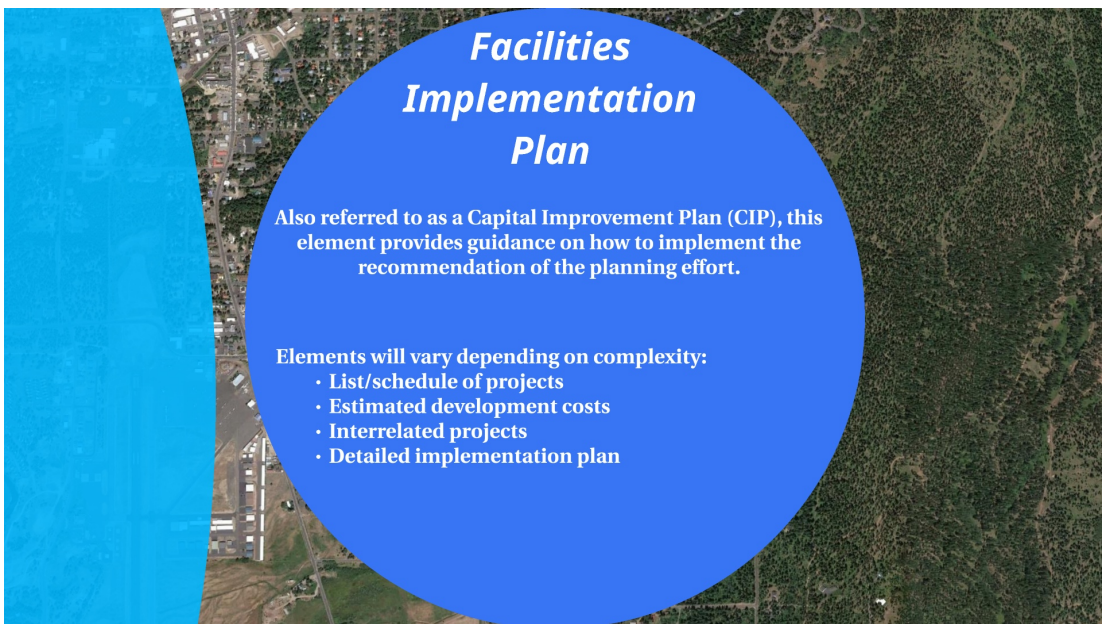 Facilities
Implementation
Plan
Also referred to as a Capital Improvement Plan (CIP), this
element provides guidance on how to implement the
recommendation of the planning effort.
Elements will vary depending on complexity:
• List/schedule of projects
• Estimated development costs
• Interrelated projects
• Detailed implementation plan